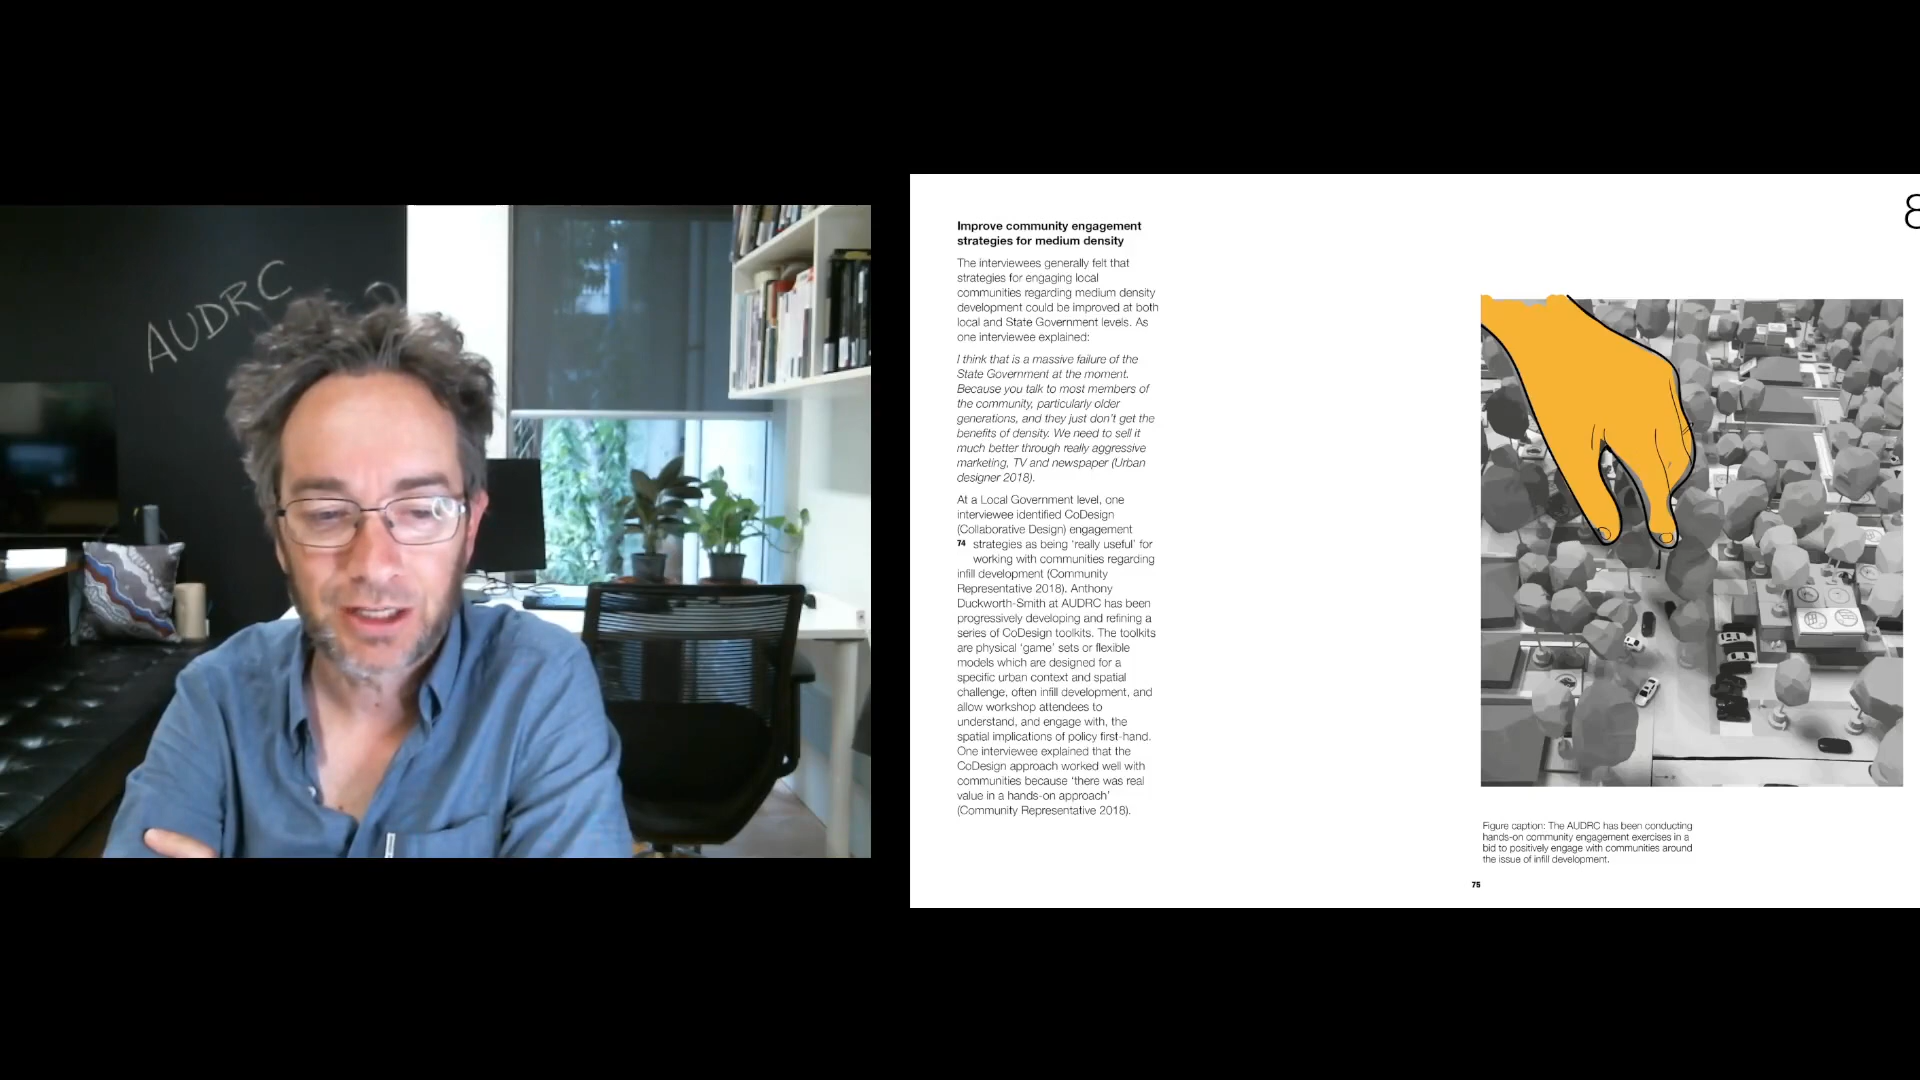 AUDRC
8
Improve community engagement
strategies for medium density
The interviewees generally felt that
strategies for engaging local
communities regarding medium density
development could be improved at both
local and State Government levels. As
one interviewee explained:
I think that is a massive failure of the
State Government at the moment.
Because you talk to most members of
the community, particularly older
generations, and they just don't get the
benefits of density. We need to sell it
much better through really aggressive
marketing, TV and newspaper (Urban
designer 2018).
At a Local Government level, one
interviewee identified CoDesign
(Collaborative Design) engagement
74 strategies as being 'really useful' for
working with communities regarding
infill development (Community
Representative 2018). Anthony
Duckworth-Smith at AUDRC has been
progressively developing and refining a
series of CoDesign toolkits. The toolkits
are physical 'game' sets or flexible
models which are designed for a
specific urban context and spatial
challenge, often infill development, and
allow workshop attendees to
understand, and engage with, the
spatial implications of policy first-hand.
One interviewee explained that the
CoDesign approach worked well with
communities because 'there was real
value in a hands-on approach'
(Community Representative 2018).
Figure caption: The AUDRC has been conducting
hands-on community engagement exercises in a
bid to positively engage with communities around
the issue of infill development.
75